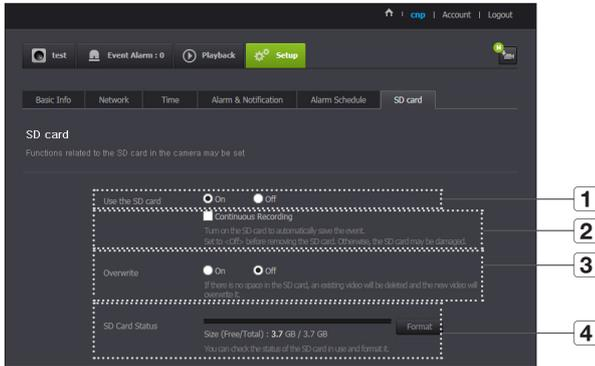 cnp | Account | Logout
test Event Alarm : 0 Playback Setup
N
Basic Info Network Time Alarm & Notification Alarm Schedule SD card
SD card
Functions related to the SD card in the camera may be set
Use the SD card On Off 1
Continuous Recording
Turn on the SD card to automatically save the event.
Set to <Off> before removing the SD card. Otherwise, the SD card may be damaged. 2
Overwrite On Off 3
If there is no space in the SD card, an existing video will be deleted and the new video will
overwrite it.
SD Card Status Format 4
Size (Free/Total) : 3.7 GB / 3.7 GB
You can check the status of the SD card in use and format it.